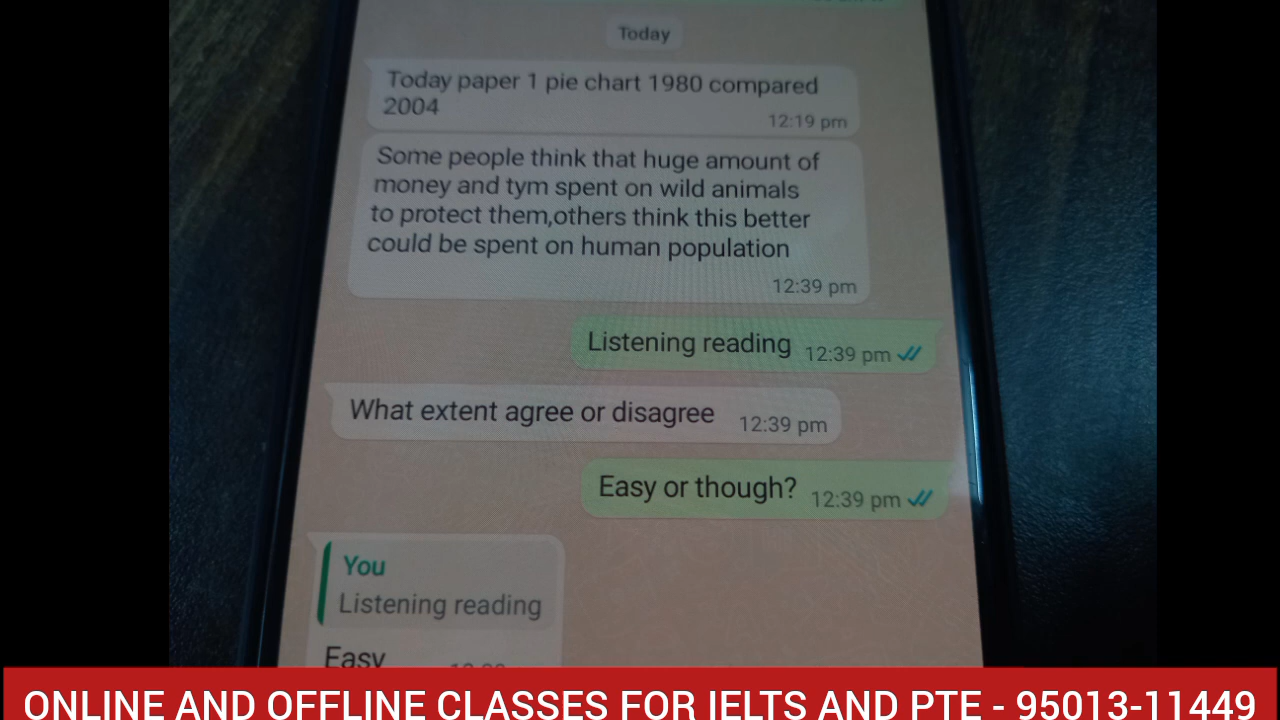 Today
Today paper 1 pie chart 1980 compared
2004
12:19 pm
Some people think that huge amount of
money and tym spent on wild animals
to protect them,others think this better
could be spent on human population
12:39 pm
Listening reading 12:39 pm
What extent agree or disagree 12:39 pm
Easy or though? 12:39 pm
You
Listening reading
Easy
ONLINE AND OFFLINE CLASSES FOR IELTS AND PTE - 95013-11449